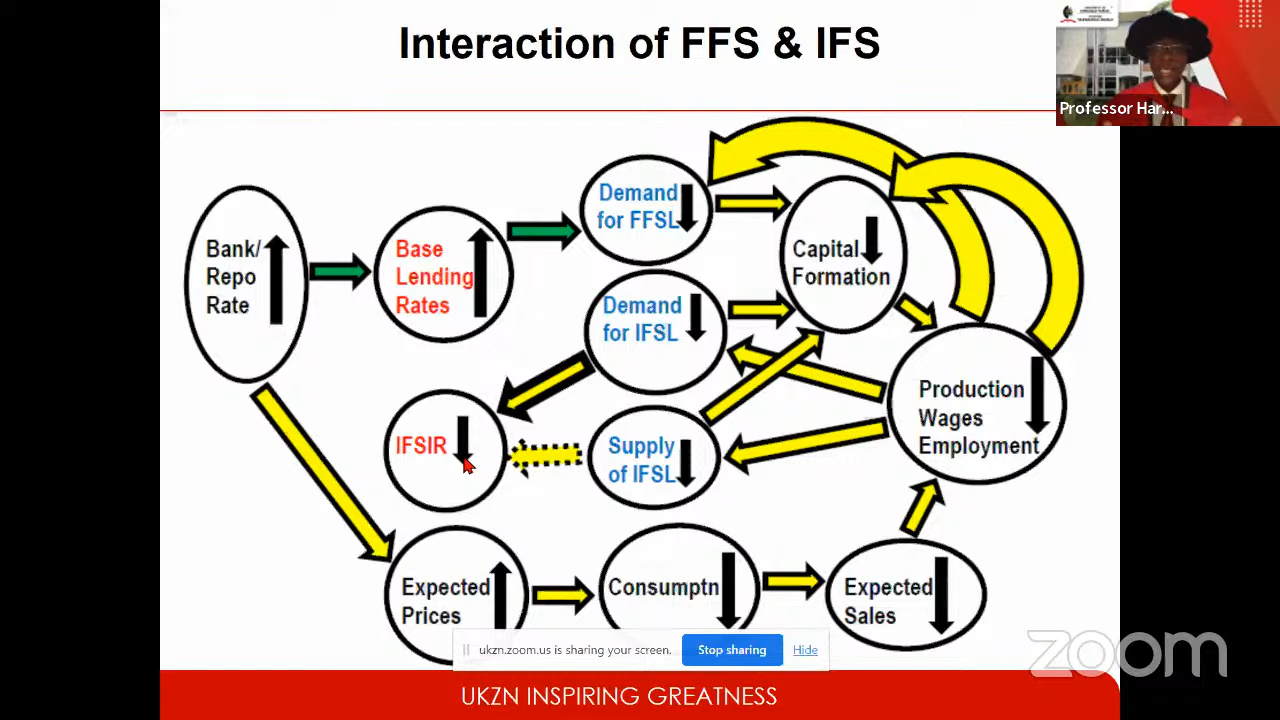 Interaction of FFS & IFS
Professor Har...
Demand
for FFSL
Bank/
Repo
Rate
Base
Lending
Rates
Capital
Formation
Demand
for IFSL
Production
Wages
Employment
IFSIR
Supply
of IFSL
Expected
Prices
Consumptn
Expected
Sales
ukzn.zoom.us is sharing your screen.
Stop sharing
Hide
zoom
UKZN INSPIRING GREATNESS